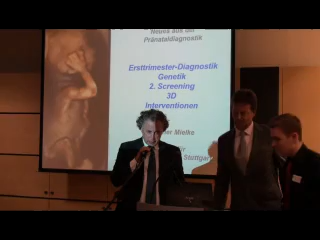 Neues aus der
Pränataldiagnostik
Ersttrimester-Diagnostik
Genetik
2. Screening
3D
Interventionen
Mielke
Stuttgart